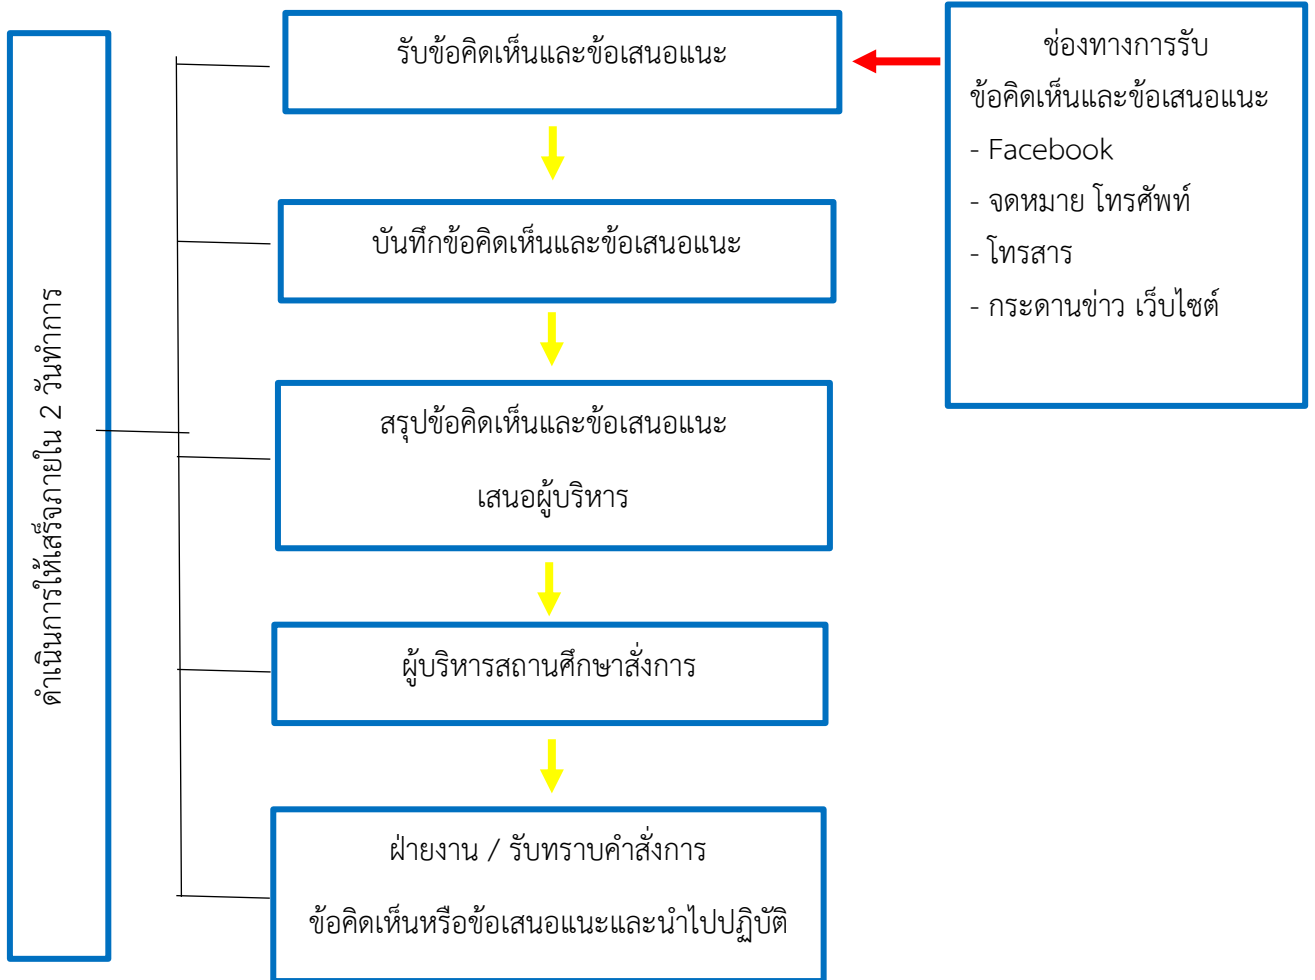 รับข้อคิดเห็นและข้อเสนอแนะ
ช่องทางการรับ
ข้อคิดเห็นและข้อเสนอแนะ
- Facebook
- จดหมาย โทรศัพท์
- โทรสาร
- กระดานข่าว เว็บไซต์
บันทึกข้อคิดเห็นและข้อเสนอแนะ
สรุปข้อคิดเห็นและข้อเสนอแนะ
เสนอผู้บริหาร
ผู้บริหารสถานศึกษาสั่งการ
ฝ่ายงาน / รับทราบคำสั่งการ
ข้อคิดเห็นหรือข้อเสนอแนะและนำไปปฏิบัติ
ดำเนินการให้เสร็จภายใน 2 วันทำการ